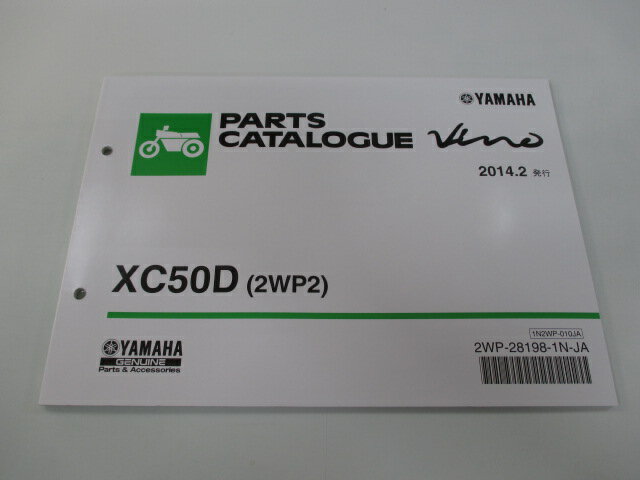 YAMAHA
PARTS
CATALOGUE Vino
2014.2 発行
XC50D (2WP2)
1N2WP-010JA
2WP-28198-1N-JA
YAMAHA
GENUINE
Parts & Accessories